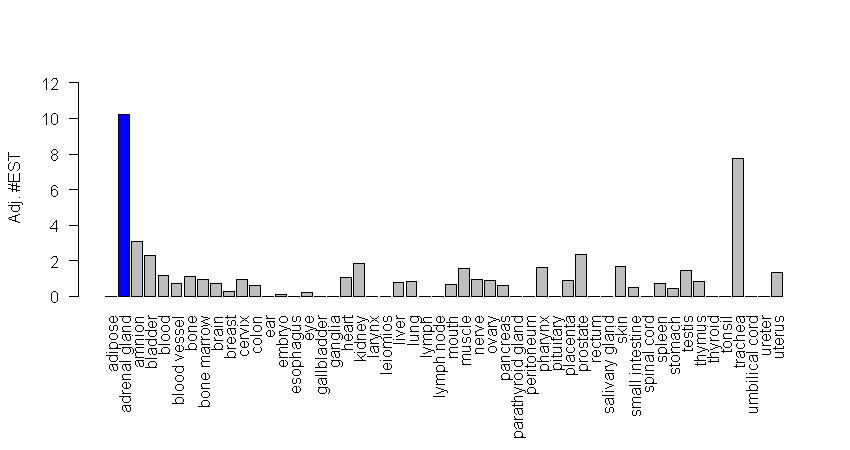 Adj. #EST
12
10
8
6
4
2
0
adipose
adrenal gland
amnion
bladder
blood
blood vessel
bone
bone marrow
brain
breast
cervix
colon
ear
embryo
esophagus
eye
gallbladder
ganglia
heart
kidney
larynx
leiomios
liver
lung
lymph
lymph node
mouth
muscle
nerve
ovary
pancreas
parathyroid gland
peritoneum
pharynx
pituitary
placenta
prostate
rectum
salivary gland
skin
small intestine
spinal cord
spleen
stomach
testis
thymus
thyroid
tonsil
trachea
umbilical cord
ureter
uterus